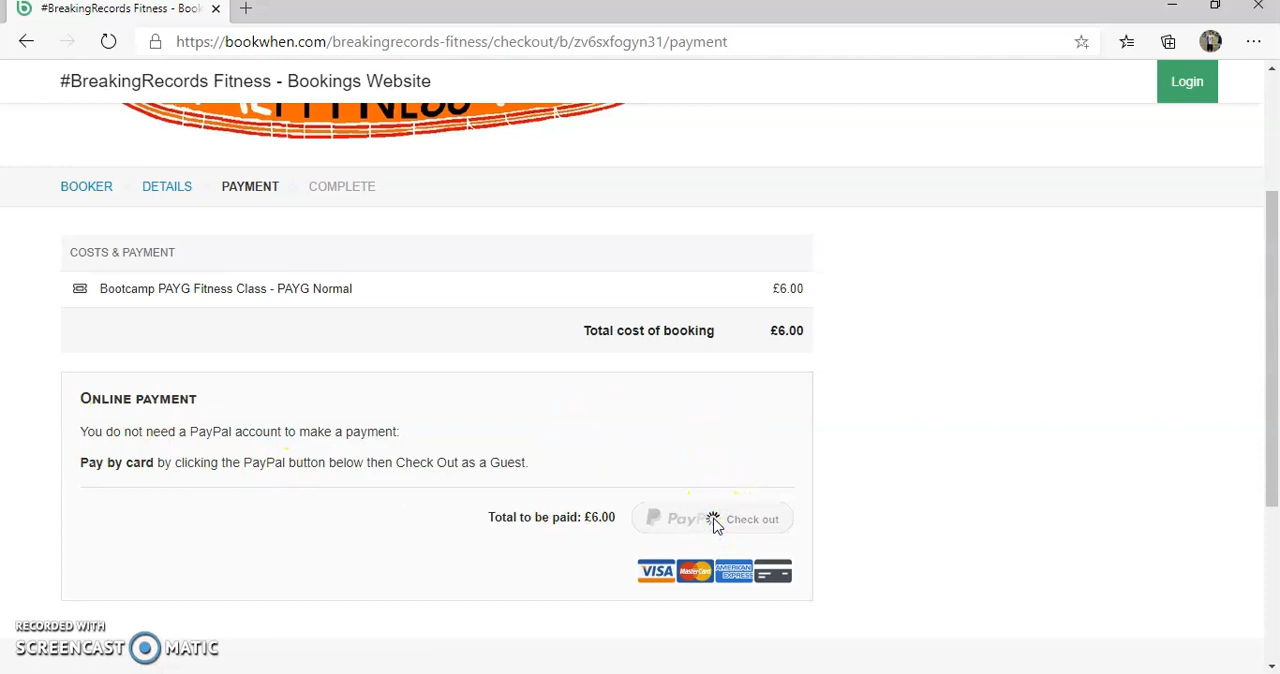 #BreakingRecords Fitness - Book
https://bookwhen.com/breakingrecords-fitness/checkout/b/zv6sxfogyn31/payment
#BreakingRecords Fitness - Bookings Website
Login
FITNESS
BOOKER DETAILS PAYMENT COMPLETE
COSTS & PAYMENT
Bootcamp PAYG Fitness Class - PAYG Normal £6.00
Total cost of booking £6.00
ONLINE PAYMENT
You do not need a PayPal account to make a payment:
Pay by card by clicking the PayPal button below then Check Out as a Guest.
Total to be paid: £6.00
Check out
VISA MasterCard AMERICAN EXPRESS
RECORDED WITH
SCREENCAST MATIC